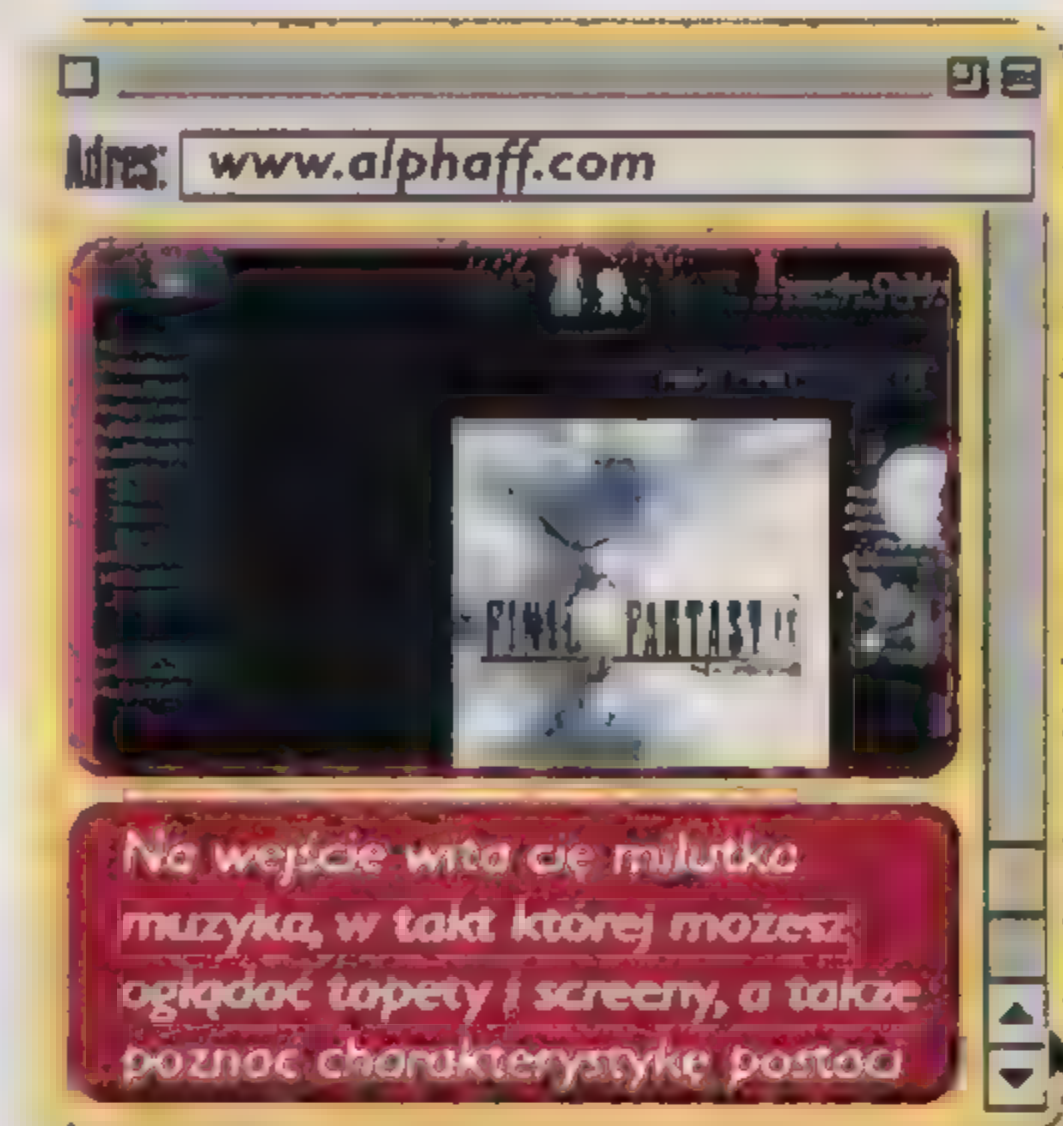 Adres: www.alphaff.com
FINAL FANTASY
Na wejście wita cię milutka
muzyka, w takt której możesz
oglądać tapety i screeny, a także
poznać charakterystykę postaci